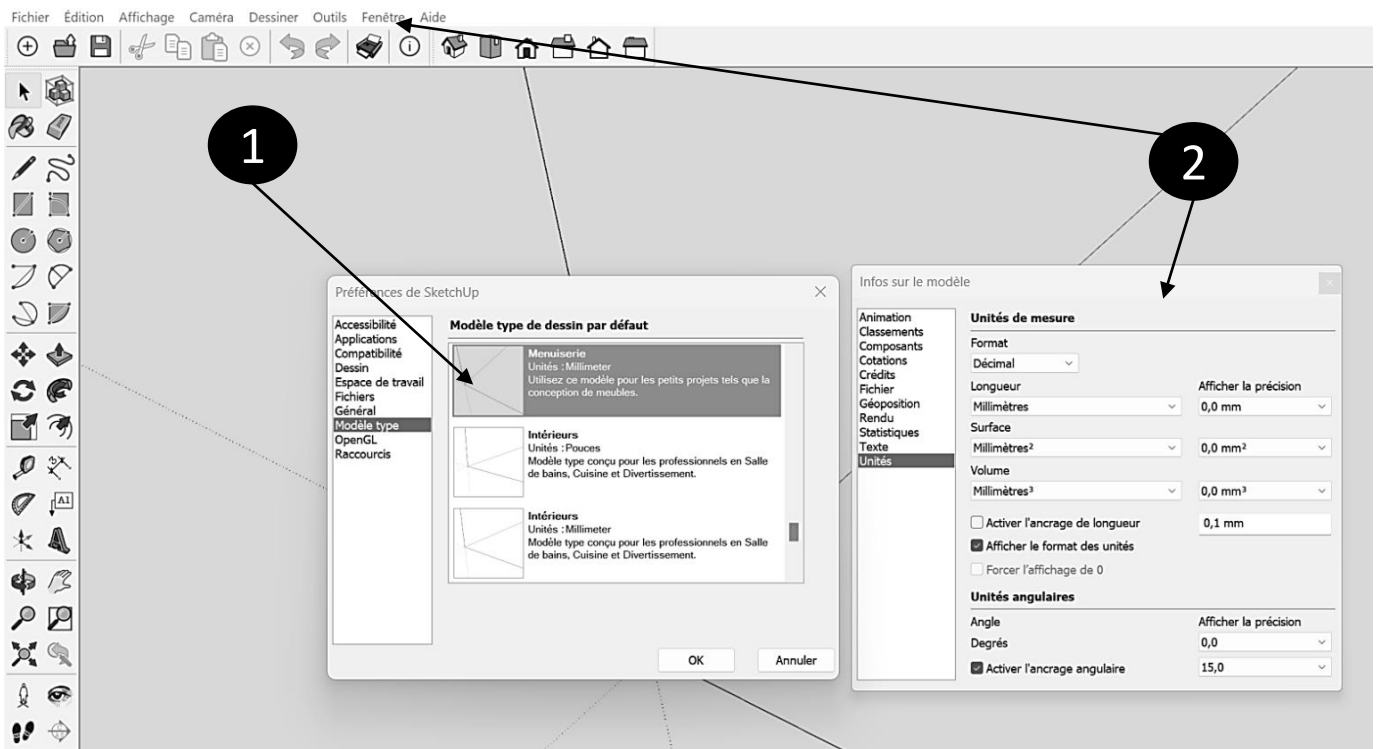 Fichier Édition Affichage Caméra Dessiner Outils Fenêtre Aide
1
2
A1
Préférences de SketchUp
Accessibilité
Applications
Compatibilité
Dessin
Espace de travail
Fichiers
Général
Modèle type
OpenGL
Raccourcis
Modèle type de dessin par défaut
Menuiserie
Unités : Millimeter
Utilisez ce modèle pour les petits projets tels que la
conception de meubles.
Intérieurs
Unités : Pouces
Modèle type conçu pour les professionnels en Salle
de bains, Cuisine et Divertissement.
Intérieurs
Unités : Millimeter
Modèle type conçu pour les professionnels en Salle
de bains, Cuisine et Divertissement.
OK Annuler
Infos sur le modèle
Animation
Classements
Composants
Cotations
Crédits
Fichier
Géoposition
Rendu
Statistiques
Texte
Unités
Unités de mesure
Format
Décimal
Longueur Afficher la précision
Millimètres 0,0 mm
Surface
Millimètres² 0,0 mm²
Volume
Millimètres³ 0,0 mm³
Activer l'ancrage de longueur 0,1 mm
Afficher le format des unités
Forcer l'affichage de 0
Unités angulaires
Angle Afficher la précision
Degrés 0,0
Activer l'ancrage angulaire 15,0